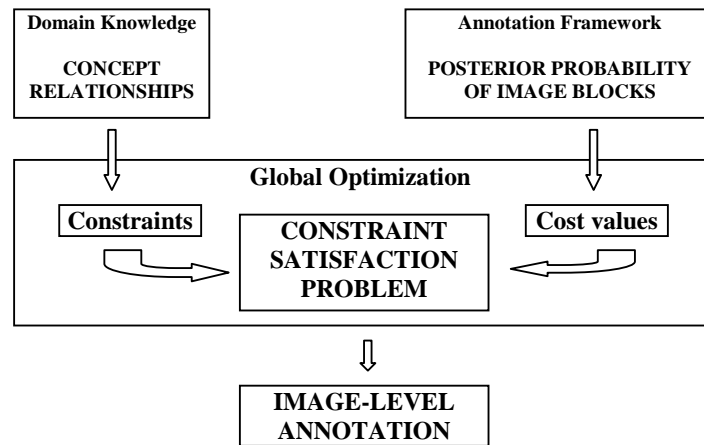 Domain Knowledge
CONCEPT
RELATIONSHIPS
Annotation Framework
POSTERIOR PROBABILITY
OF IMAGE BLOCKS
Global Optimization
Constraints
CONSTRAINT
SATISFACTION
PROBLEM
Cost values
IMAGE-LEVEL
ANNOTATION